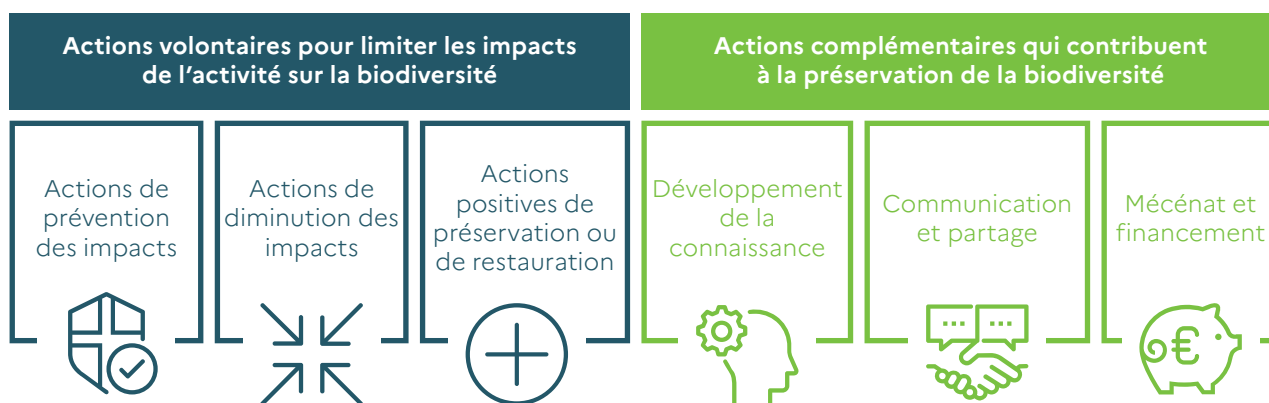 Actions volontaires pour limiter les impacts
de l’activité sur la biodiversité
Actions complémentaires qui contribuent
à la préservation de la biodiversité
Actions de
prévention
des impacts
Actions de
diminution des
impacts
Actions
positives de
préservation ou
de restauration
Développement
de la
connaissance
Communication
et partage
Mécénat et
financement
€